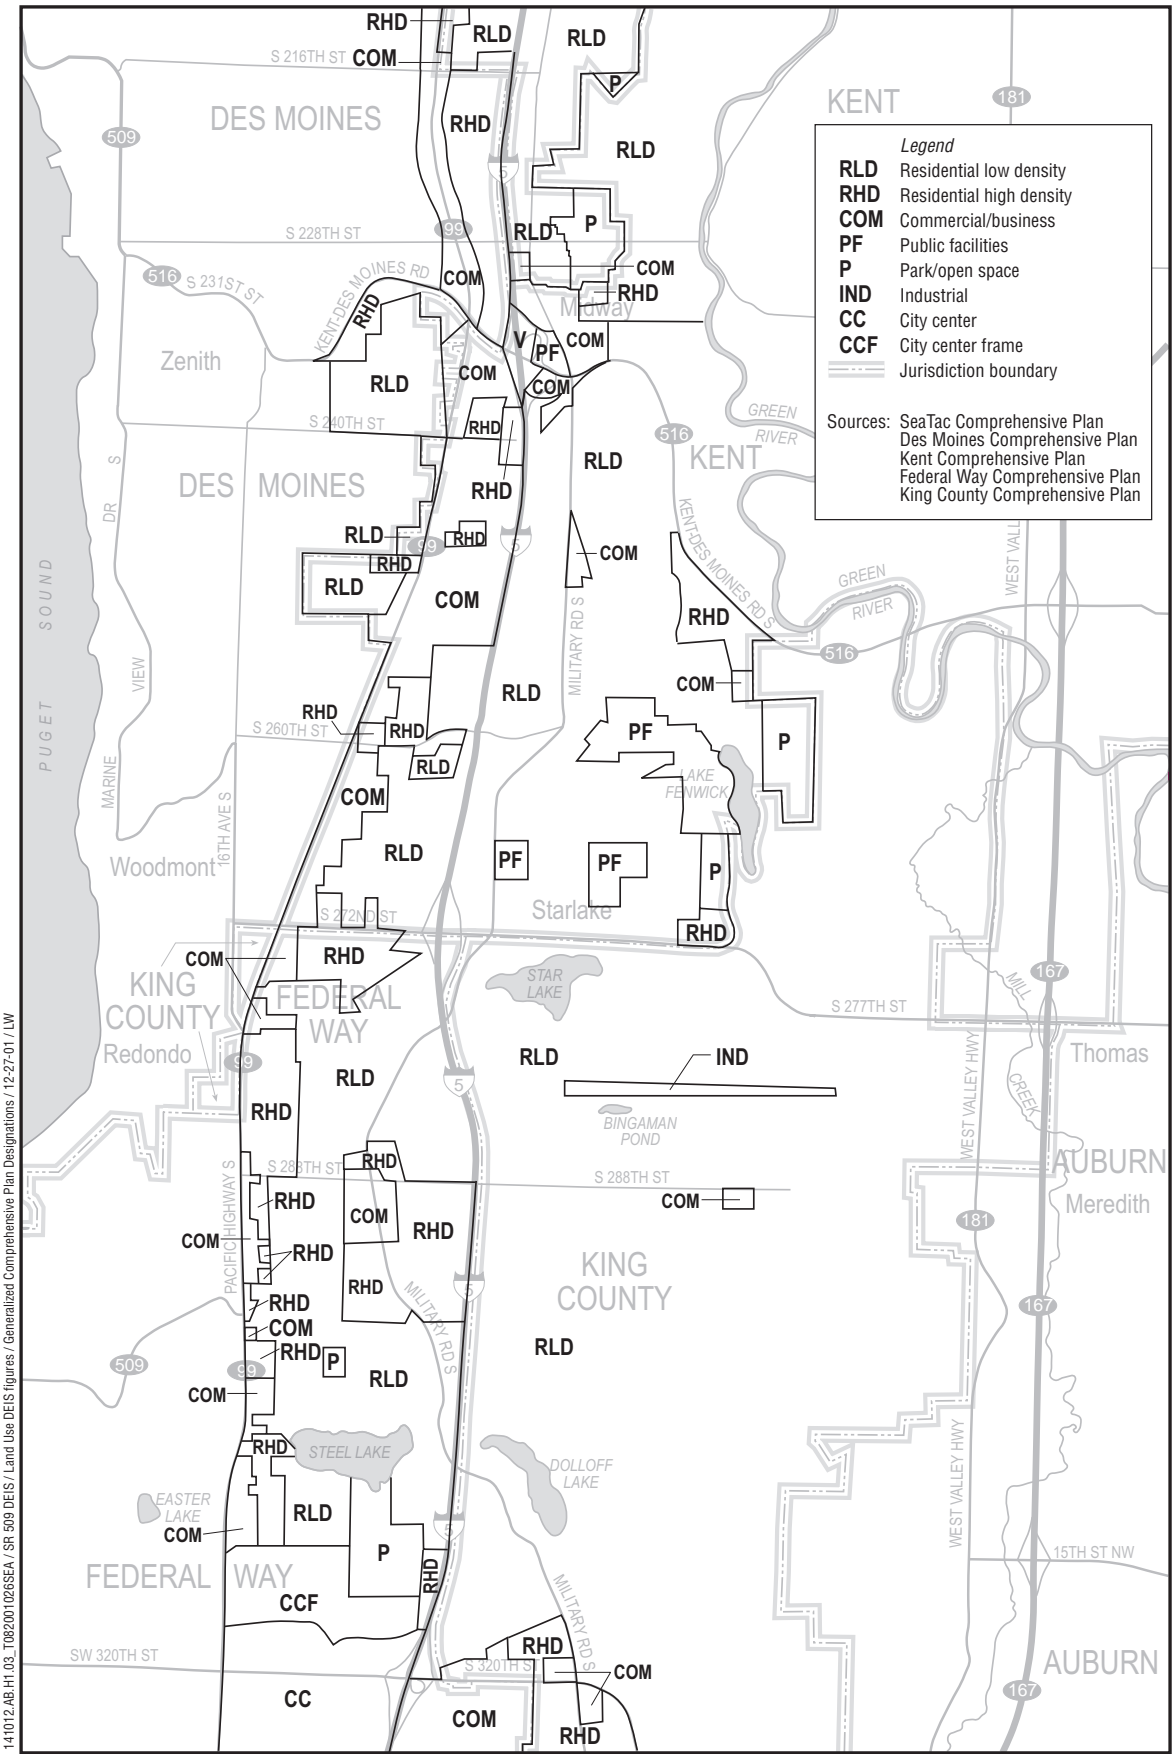 RHD
RLD
RLD
S 216TH ST
COM
P
DES MOINES
KENT
181
509
RHD
RLD
5
Legend
RLD Residential low density
RHD Residential high density
COM Commercial/business
PF Public facilities
P Park/open space
IND Industrial
CC City center
CCF City center frame
Jurisdiction boundary
Sources: SeaTac Comprehensive Plan
Des Moines Comprehensive Plan
Kent Comprehensive Plan
Federal Way Comprehensive Plan
King County Comprehensive Plan
99
RLD
P
S 228TH ST
516
S 231ST ST
KENT-DES MOINES RD
COM
COM
RHD
RHD
Midway
V
PF
COM
Zenith
RLD
COM
COM
S 240TH ST
RHD
GREEN
RIVER
516
KENT
RLD
DES MOINES
RHD
S
DR
RLD
99
RHD
5
COM
KENT-DES MOINES RD S
WEST VALL
PUGET SOUND
RHD
RLD
COM
MILITARY RD S
RHD
GREEN
RIVER
516
VIEW
COM
RLD
RHD
S 260TH ST
RHD
PF
P
RLD
LAKE
FENWICK
MARINE
COM
16TH AVE S
Woodmont
RLD
PF
PF
P
Starlake
S 272ND ST
RHD
COM
RHD
KING
COUNTY
STAR
LAKE
167
MILL
FEDERAL
WAY
S 277TH ST
Redondo
99
RLD
RLD
IND
Thomas
5
RHD
BINGAMAN
POND
CREEK
WEST VALLEY HWY
RHD
S 288TH ST
S 288TH ST
AUBURN
COM
Meredith
RHD
COM
RHD
181
COM
PACIFIC HIGHWAY S
RHD
KING
COUNTY
RHD
5
MILITARY RD S
RHD
COM
167
RHD
P
RLD
509
99
RLD
COM
RHD
STEEL LAKE
DOLLOFF
LAKE
WEST VALLEY HWY
EASTER
LAKE
RLD
COM
5
P
15TH ST NW
FEDERAL WAY
RHD
CCF
MILITARY RD S
SW 320TH ST
RHD
S 320TH ST
COM
AUBURN
CC
COM
RHD
167
141012.AB.H1.03_T082001026SEA / SR 509 DEIS / Land Use DEIS figures / Generalized Comprehensive Plan Designations / 12-27-01 / LW